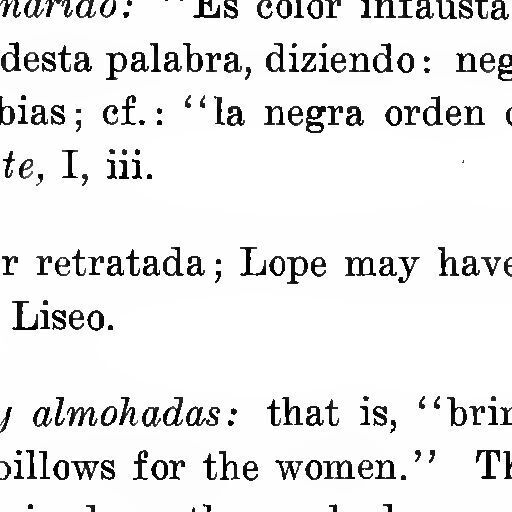 marido: "Es color infausta
desta palabra, diziendo: neg
bias; cf.: "la negra orden
te, I, iii.
r retratada; Lope may have
Liseo.
y almohadas: that is, "brin
pillows for the women." Th